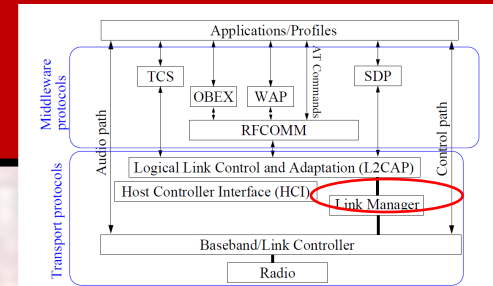 Applications/Profiles
Middleware
protocols
Audio path
TCS
OBEX
WAP
AT Commands
SDP
Control path
RFCOMM
Transport protocols
Logical Link Control and Adaptation (L2CAP)
Host Controller Interface (HCI)
Link Manager
Baseband/Link Controller
Radio